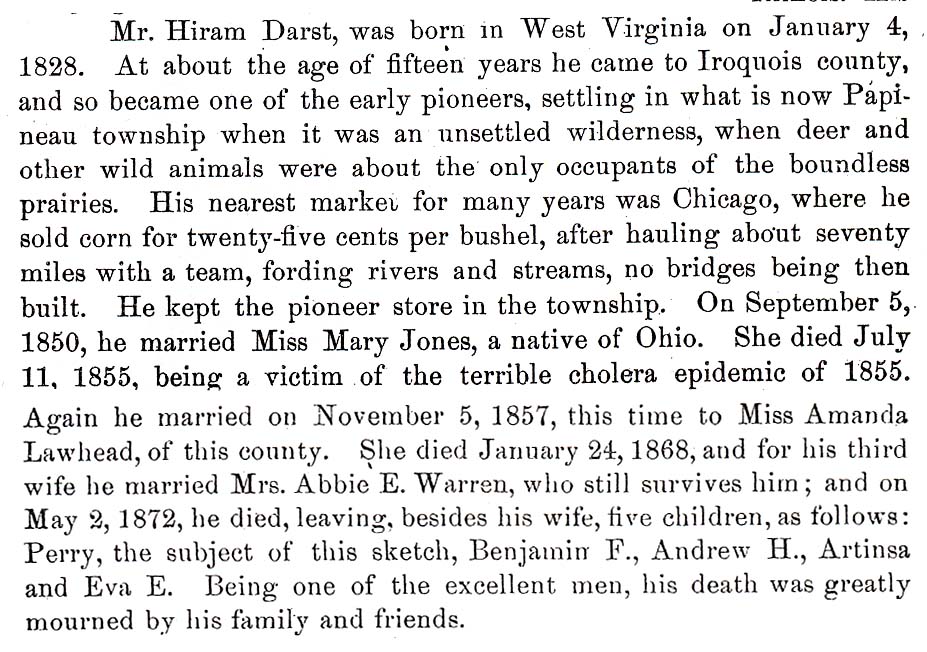 Mr. Hiram Darst, was born in West Virginia on January 4,
1828. At about the age of fifteen years he came to Iroquois county,
and so became one of the early pioneers, settling in what is now Papi-
neau township when it was an unsettled wilderness, when deer and
other wild animals were about the only occupants of the boundless
prairies. His nearest market for many years was Chicago, where he
sold corn for twenty-five cents per bushel, after hauling about seventy
miles with a team, fording rivers and streams, no bridges being then
built. He kept the pioneer store in the township. On September 5,
1850, he married Miss Mary Jones, a native of Ohio. She died July
11, 1855, being a victim of the terrible cholera epidemic of 1855.
Again he married on November 5, 1857, this time to Miss Amanda
Lawhead, of this county. She died January 24, 1868, and for his third
wife he married Mrs. Abbie E. Warren, who still survives him; and on
May 2, 1872, he died, leaving, besides his wife, five children, as follows:
Perry, the subject of this sketch, Benjamin F., Andrew H., Artinsa
and Eva E. Being one of the excellent men, his death was greatly
mourned by his family and friends.